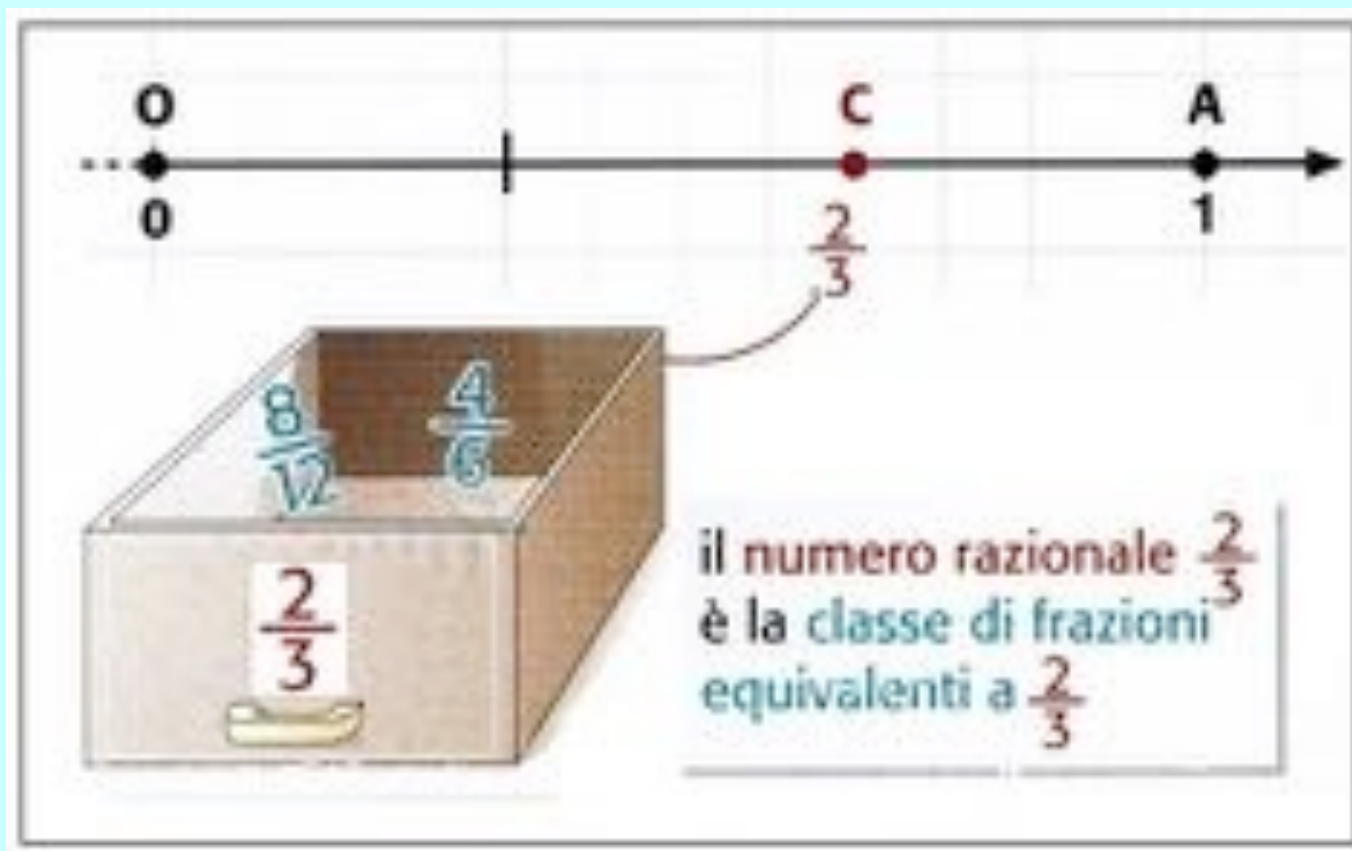 O C A
0 1
2/3
8/12 4/6
2/3
il numero razionale 2/3
è la classe di frazioni
equivalenti a 2/3